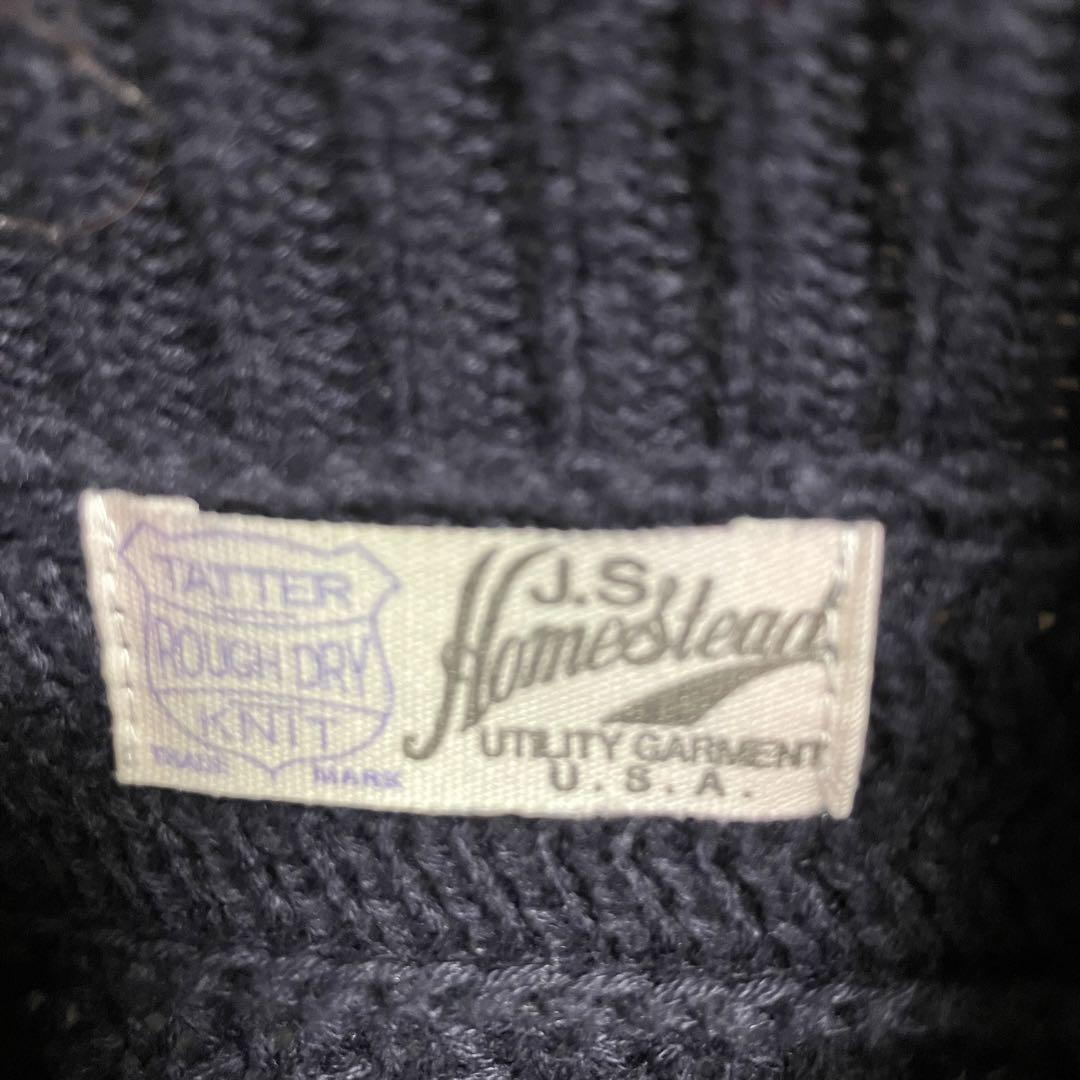 TATTER
ROUGH DRY
KNIT
TRADE MARK
J.S
Homestead
UTILITY GARMENT
U.S.A.